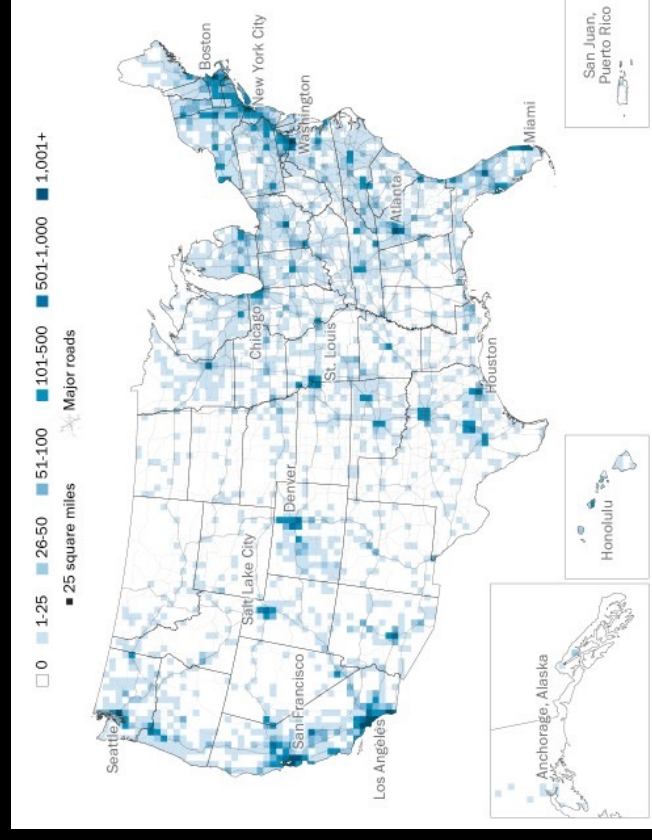 0 1-25 26-50 51-100 101-500 501-1,000 1,001+
25 square miles Major roads
Seattle
Boston
New York City
Chicago
Salt Lake City
Washington
San Francisco
Denver
St. Louis
Los Angeles
Atlanta
Houston
Miami
Anchorage, Alaska
Honolulu
San Juan,
Puerto Rico